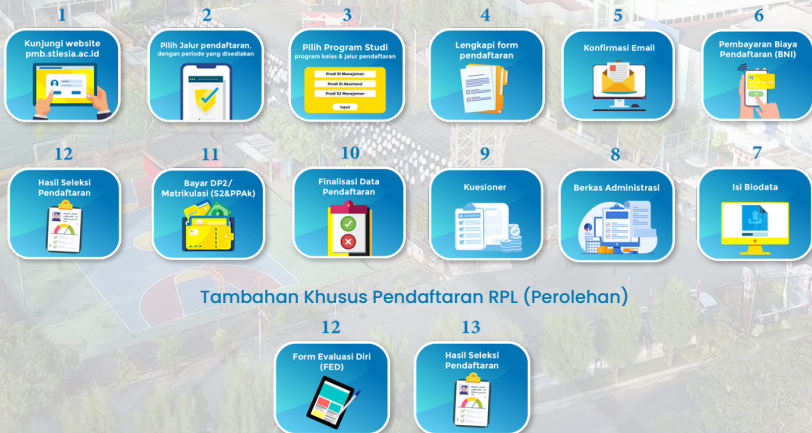 1
Kunjungi website
pmb.stiesia.ac.id
2
Pilih Jalur pendaftaran,
dengan periode yang disediakan
3
Pilih Program Studi
program kelas & jalur pendaftaran
Prodi S1 Manajemen
Prodi S1 Akuntansi
Prodi S2 Manajemen
Input
4
Lengkapi form
pendaftaran
5
Konfirmasi Email
6
Pembayaran Biaya
Pendaftaran (BNI)
12
Hasil Seleksi
Pendaftaran
11
Bayar DP2/
Matrikulasi (S2&PPAk)
10
Finalisasi Data
Pendaftaran
9
Kuesioner
8
Berkas Administrasi
7
Isi Biodata
Tambahan Khusus Pendaftaran RPL (Perolehan)
12
Form Evaluasi Diri
(FED)
13
Hasil Seleksi
Pendaftaran